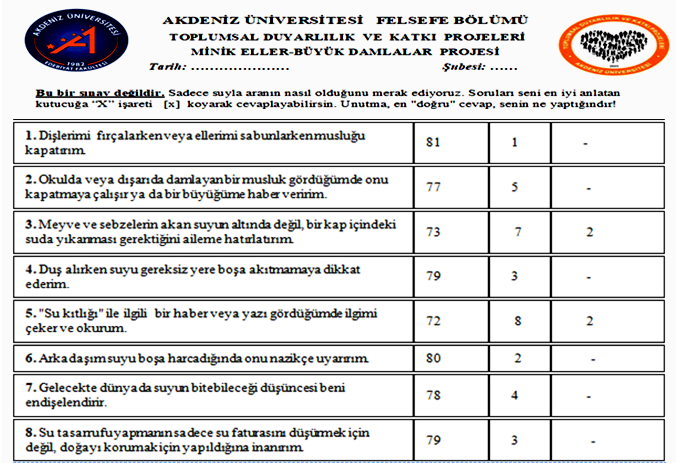 AKDENİZ ÜNİVERSİTESİ FELSEFE BÖLÜMÜ
TOPLUMSAL DUYARLILIK VE KATKI PROJELERİ
MİNİK ELLER-BÜYÜK DAMLALAR PROJESİ
Tarih: .................... Şubesi: ......
AKDENİZ ÜNİVERSİTESİ
1982
EDEBİYAT FAKÜLTESİ
TOPLUMSAL DUYARLILIK VE KATKI PROJELERİ
AKDENİZ ÜNİVERSİTESİ
Bu bir sınav değildir. Sadece suyla aranın nasıl olduğunu merak ediyoruz. Soruları seni en iyi anlatan
kutucuğa "X" işareti [x] koyarak cevaplayabilirsin. Unutma, en "doğru" cevap, senin ne yaptığındır!
1. Dişlerimi fırçalarken veya ellerimi sabunlarken musluğu
kapatırım. 81 1 -
2. Okulda veya dışarıda damlayan bir musluk gördüğümde onu
kapatmaya çalışır ya da bir büyüğüme haber veririm. 77 5 -
3. Meyve ve sebzelerin akan suyun altında değil, bir kap içindeki
suda yıkanması gerektiğini aileme hatırlatırım. 73 7 2
4. Duş alırken suyu gereksiz yere boşa akıtmamaya dikkat
ederim. 79 3 -
5. "Su kıtlığı" ile ilgili bir haber veya yazı gördüğümde ilgimi
çeker ve okurum. 72 8 2
6. Arkadaşım suyu boşa harcadığında onu nazikçe uyarırım. 80 2 -
7. Gelecekte dünyada suyun bitebileceği düşüncesi beni
endişelendirir. 78 4 -
8. Su tasarrufu yapmanın sadece su faturasını düşürmek için
değil, doğayı korumak için yapıldığına inanırım. 79 3 -